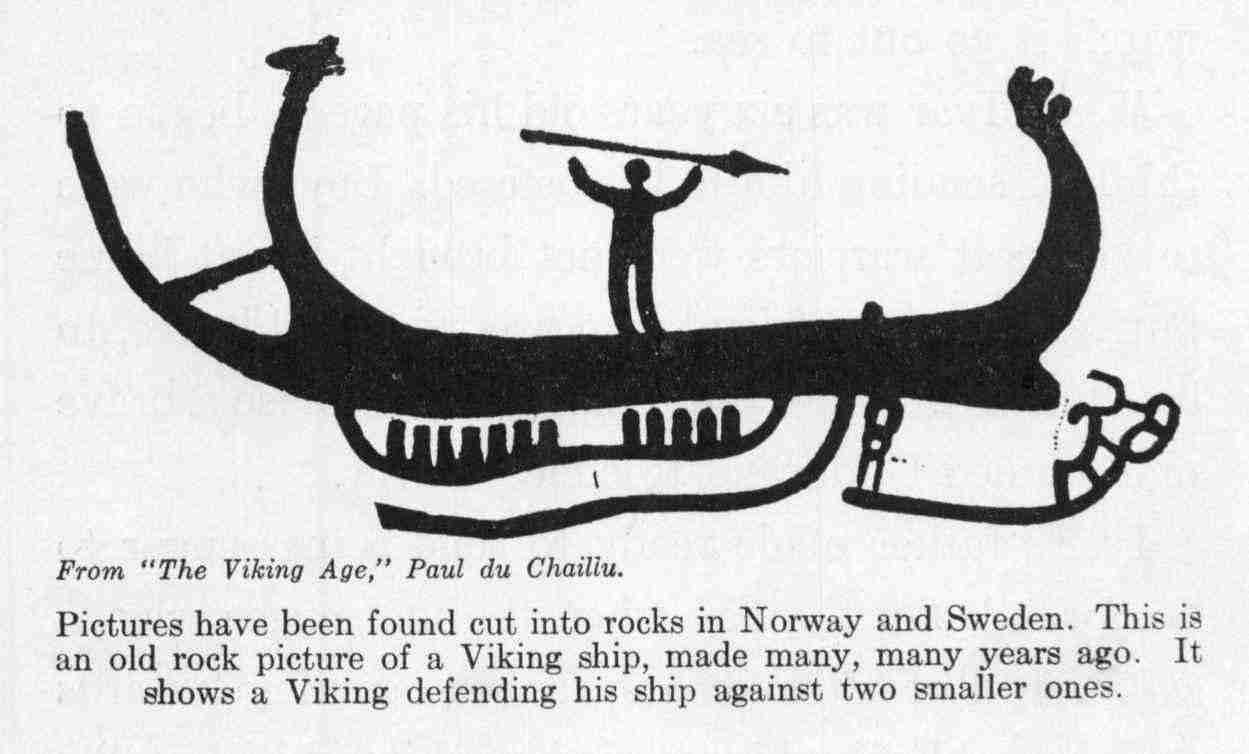 From "The Viking Age," Paul du Chaillu.
Pictures have been found cut into rocks in Norway and Sweden. This is
an old rock picture of a Viking ship, made many, many years ago. It
shows a Viking defending his ship against two smaller ones.